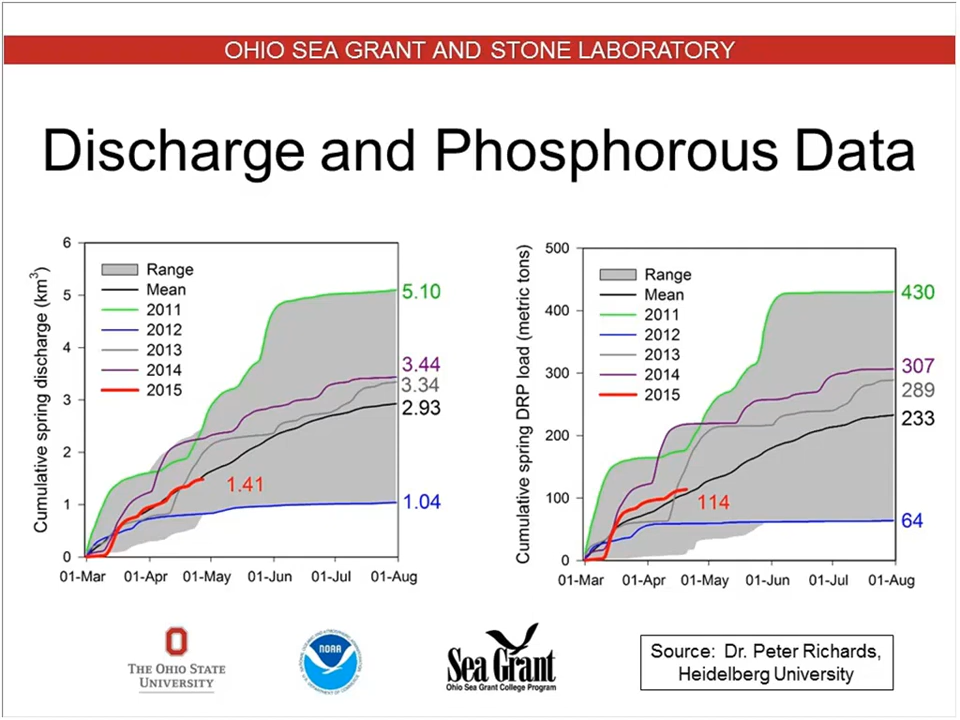 OHIO SEA GRANT AND STONE LABORATORY
Discharge and Phosphorous Data
Cumulative spring discharge (km³)
6
5
4
3
2
1
0
Range
Mean
2011
2012
2013
2014
2015
5.10
3.44
3.34
2.93
1.41
1.04
01-Mar 01-Apr 01-May 01-Jun 01-Jul 01-Aug
Cumulative spring DRP load (metric tons)
500
400
300
200
100
0
Range
Mean
2011
2012
2013
2014
2015
430
307
289
233
114
64
01-Mar 01-Apr 01-May 01-Jun 01-Jul 01-Aug
THE OHIO STATE
UNIVERSITY
NOAA
Sea Grant
Ohio Sea Grant College Program
Source: Dr. Peter Richards,
Heidelberg University